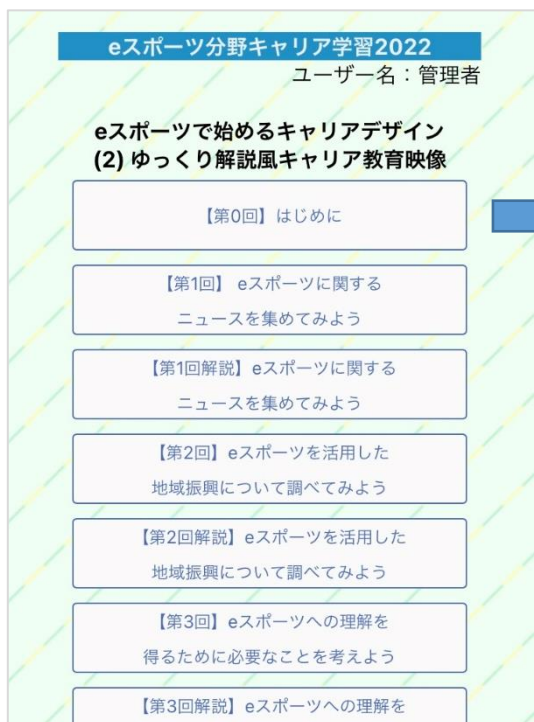 eスポーツ分野キャリア学習2022
ユーザー名：管理者
eスポーツで始めるキャリアデザイン
(2) ゆっくり解説風キャリア教育映像
【第0回】はじめに
【第1回】 eスポーツに関する
ニュースを集めてみよう
【第1回解説】eスポーツに関する
ニュースを集めてみよう
【第2回】eスポーツを活用した
地域振興について調べてみよう
【第2回解説】eスポーツを活用した
地域振興について調べてみよう
【第3回】eスポーツへの理解を
得るために必要なことを考えよう
【第3回解説】eスポーツへの理解を